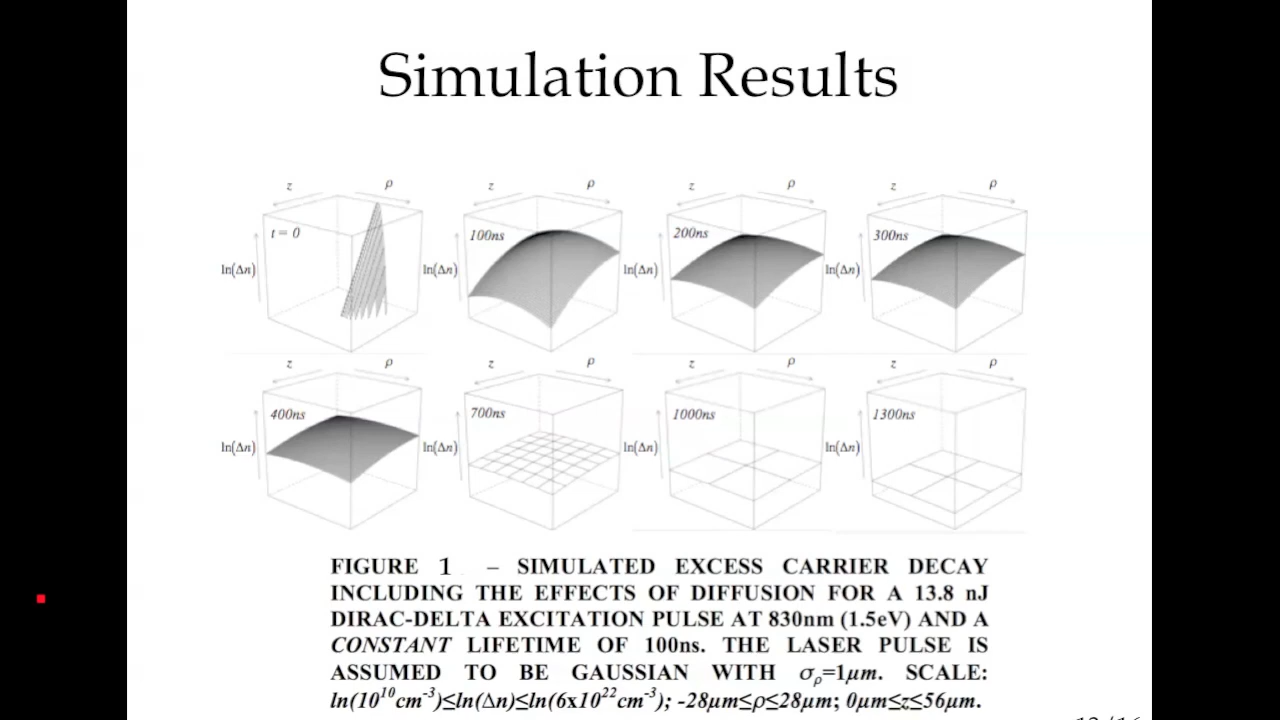 Simulation Results
z ρ z ρ z ρ z ρ
t = 0 100ns 200ns 300ns
ln(Δn) ln(Δn) ln(Δn) ln(Δn)
z ρ z ρ z ρ z ρ
400ns 700ns 1000ns 1300ns
ln(Δn) ln(Δn) ln(Δn) ln(Δn)
FIGURE 1 – SIMULATED EXCESS CARRIER DECAY
INCLUDING THE EFFECTS OF DIFFUSION FOR A 13.8 nJ
DIRAC-DELTA EXCITATION PULSE AT 830nm (1.5eV) AND A
CONSTANT LIFETIME OF 100ns. THE LASER PULSE IS
ASSUMED TO BE GAUSSIAN WITH σρ=1μm. SCALE:
ln(10¹⁰cm⁻³)≤ln(Δn)≤ln(6x10²²cm⁻³); -28μm≤ρ≤28μm; 0μm≤z≤56μm.